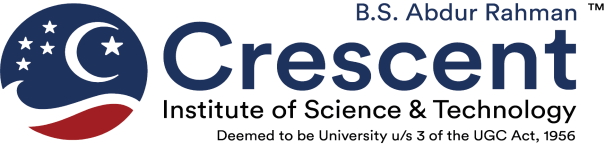 B.S. Abdur Rahman ™
Crescent
Institute of Science & Technology
Deemed to be University u/s 3 of the UGC Act, 1956